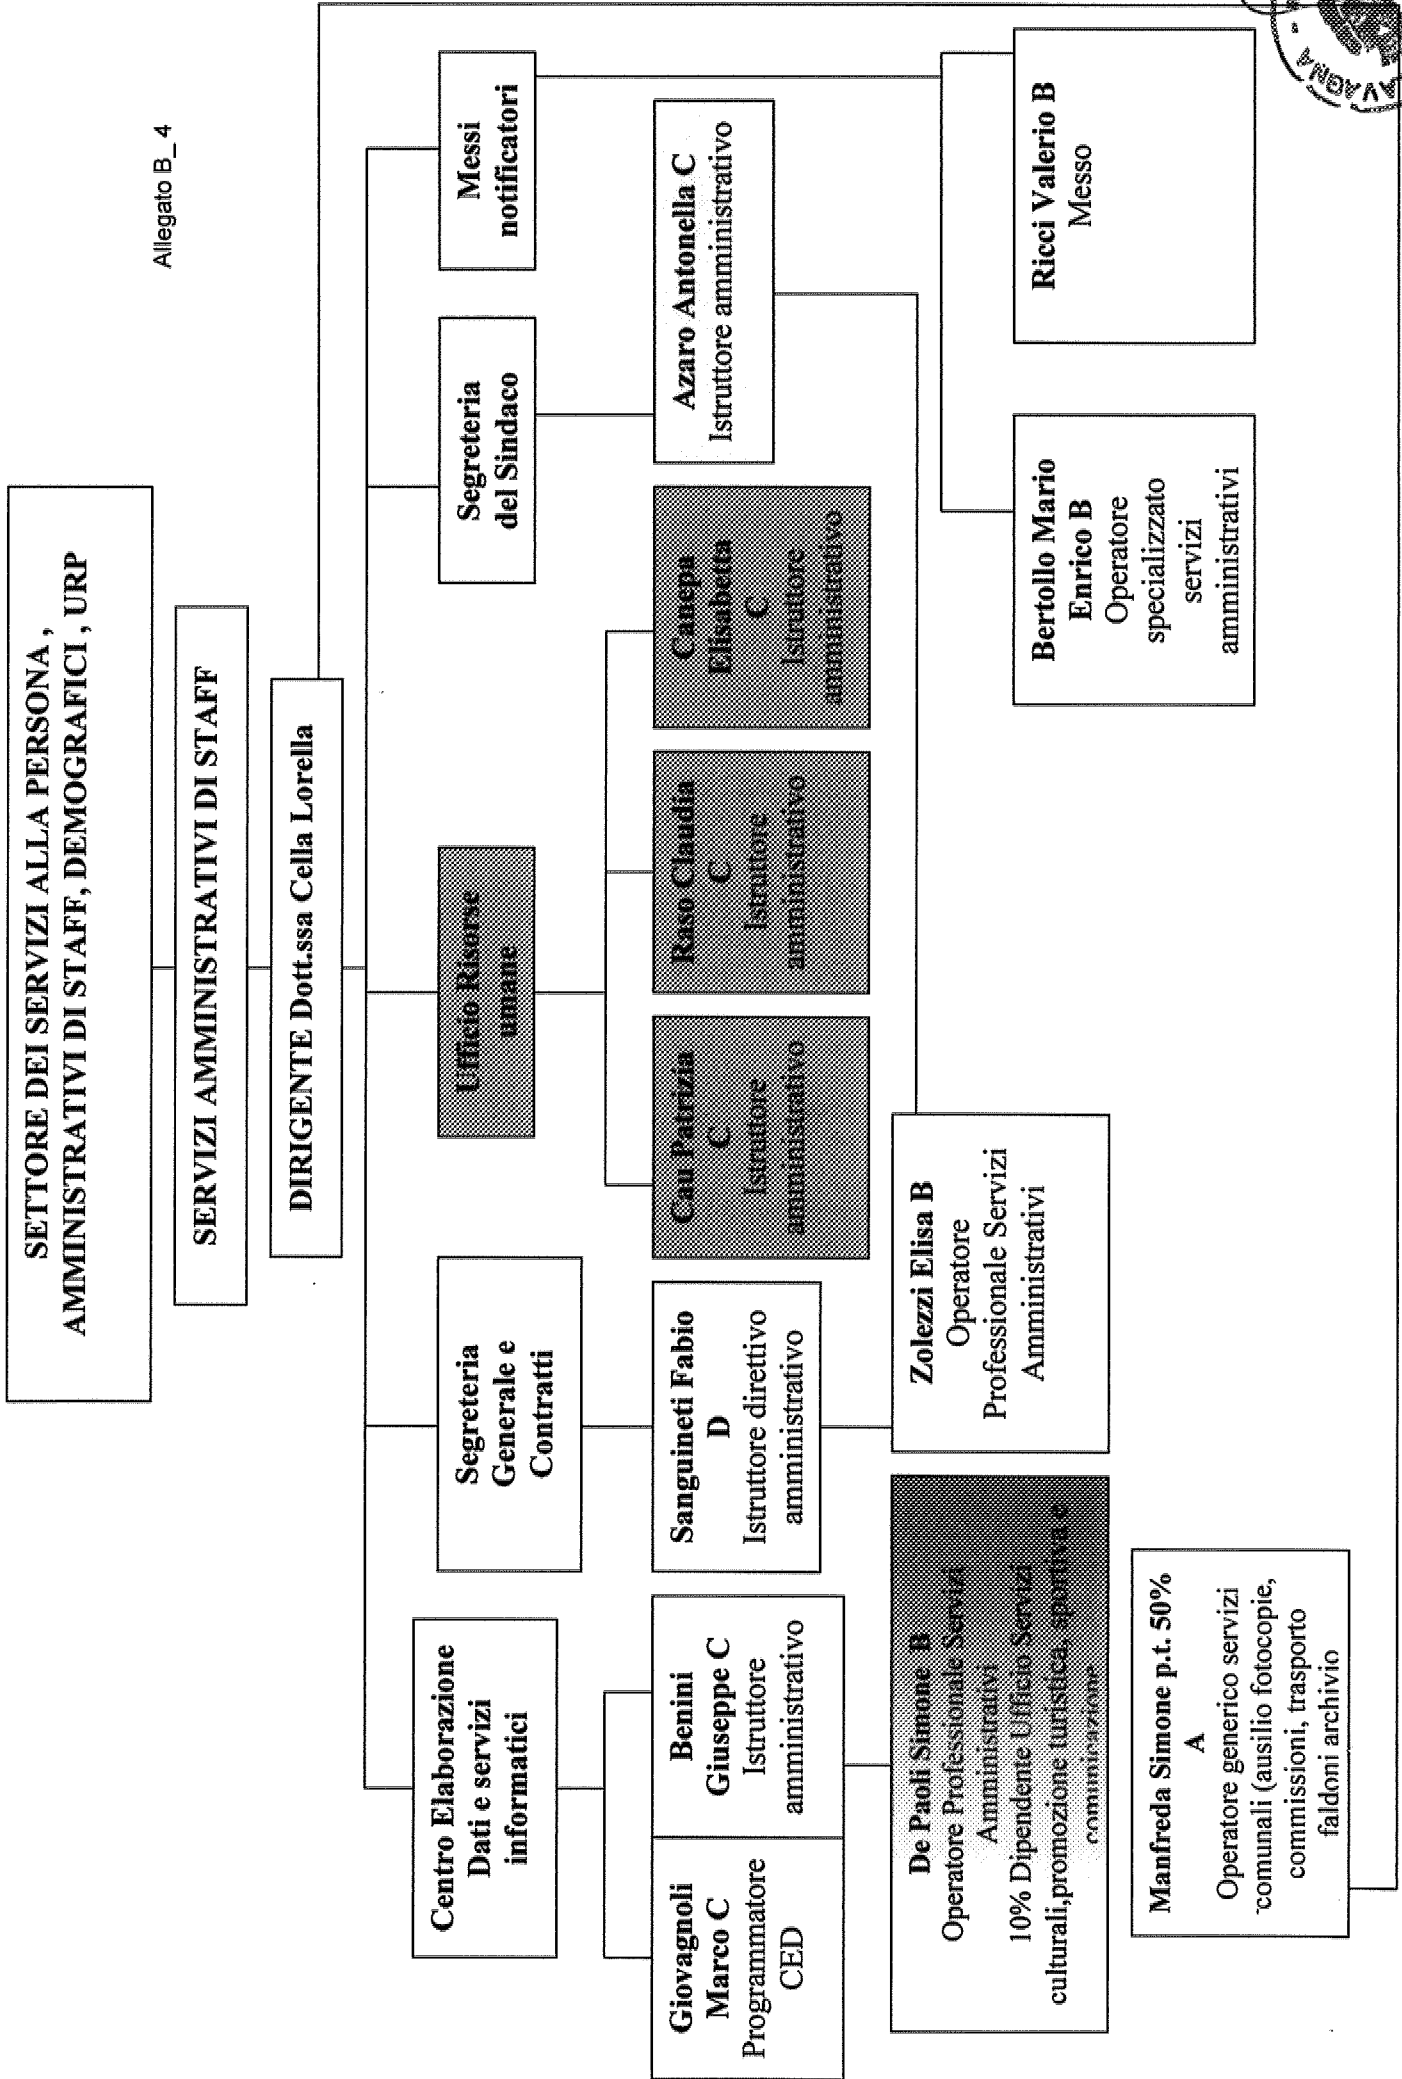 Allegato B_ 4
SETTORE DEI SERVIZI ALLA PERSONA ,
AMMINISTRATIVI DI STAFF, DEMOGRAFICI , URP
SERVIZI AMMINISTRATIVI DI STAFF
DIRIGENTE Dott.ssa Cella Lorella
Centro Elaborazione
Dati e servizi
informatici
Segreteria
Generale e
Contratti
Ufficio Risorse
umane
Segreteria
del Sindaco
Messi
notificatori
Giovagnoli
Marco C
Programmatore
CED
Benini
Giuseppe C
Istruttore
amministrativo
Sanguineti Fabio
D
Istruttore direttivo
amministrativo
Cau Patrizia
C
Istruttore
amministrativo
Raso Claudia
C
Istruttore
amministrativo
Canepa
Elisabetta
C
Istruttore
amministrativo
Azaro Antonella C
Istruttore amministrativo
De Paoli Simone B
Operatore Professionale Servizi
Amministrativi
10% Dipendente Ufficio Servizi
culturali,promozione turistica, sportiva e
comunicazione
Zolezzi Elisa B
Operatore
Professionale Servizi
Amministrativi
Bertollo Mario
Enrico B
Operatore
specializzato
servizi
amministrativi
Ricci Valerio B
Messo
Manfreda Simone p.t. 50%
A
Operatore generico servizi
comunali (ausilio fotocopie,
commissioni, trasporto
faldoni archivio
AVAGNA